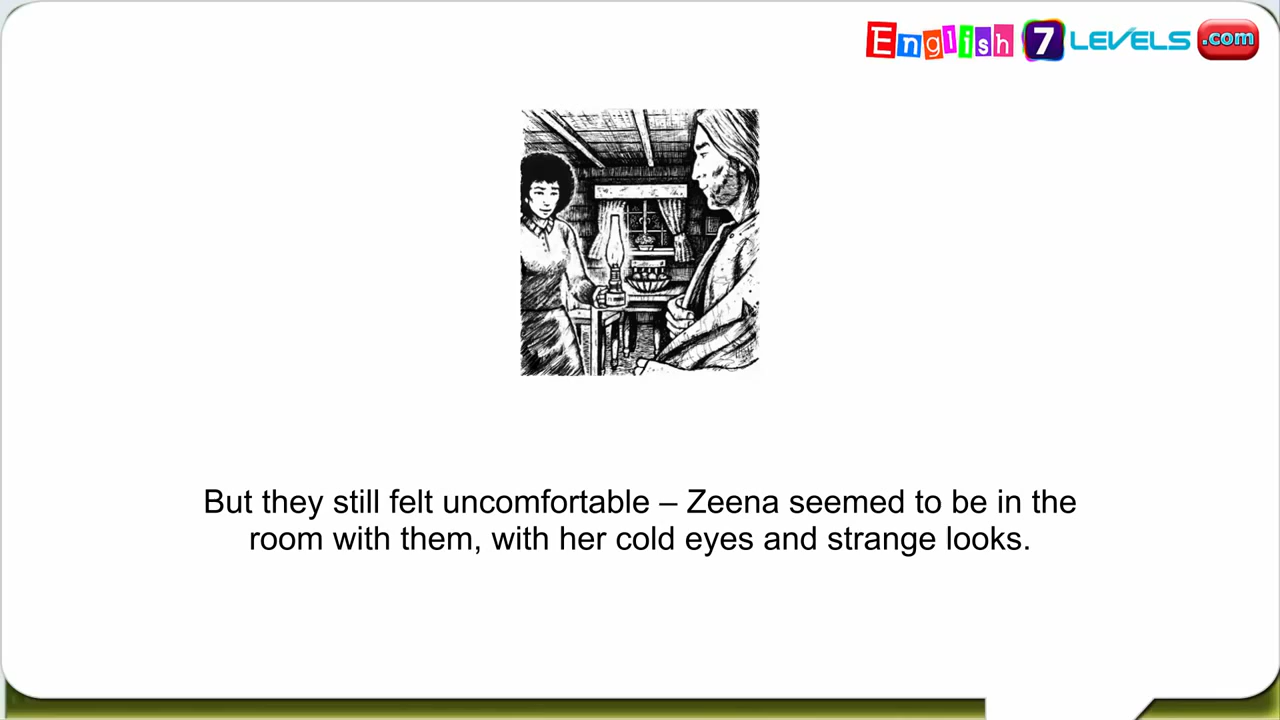 English 7 LEVELS .com
But they still felt uncomfortable – Zeena seemed to be in the
room with them, with her cold eyes and strange looks.